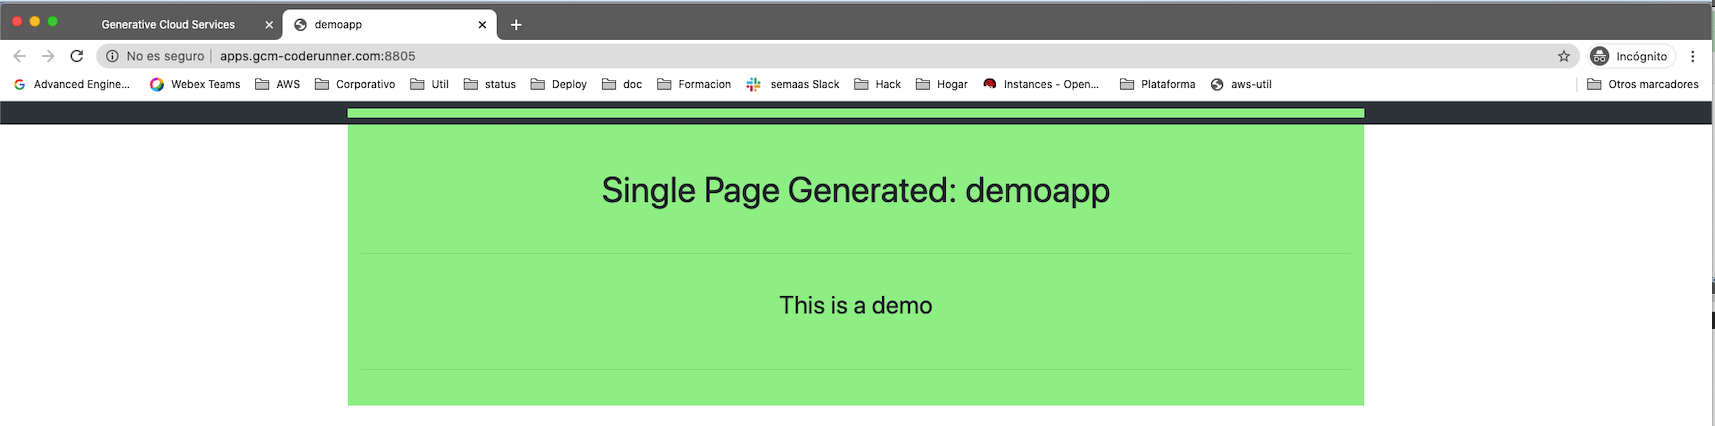 Generative Cloud Services
demoapp
No es seguro apps.gcm-coderunner.com:8805 Incógnito
Advanced Engine... Webex Teams AWS Corporativo Util status Deploy doc Formacion semaas Slack Hack Hogar Instances - Open... Plataforma aws-util Otros marcadores
Single Page Generated: demoapp
This is a demo